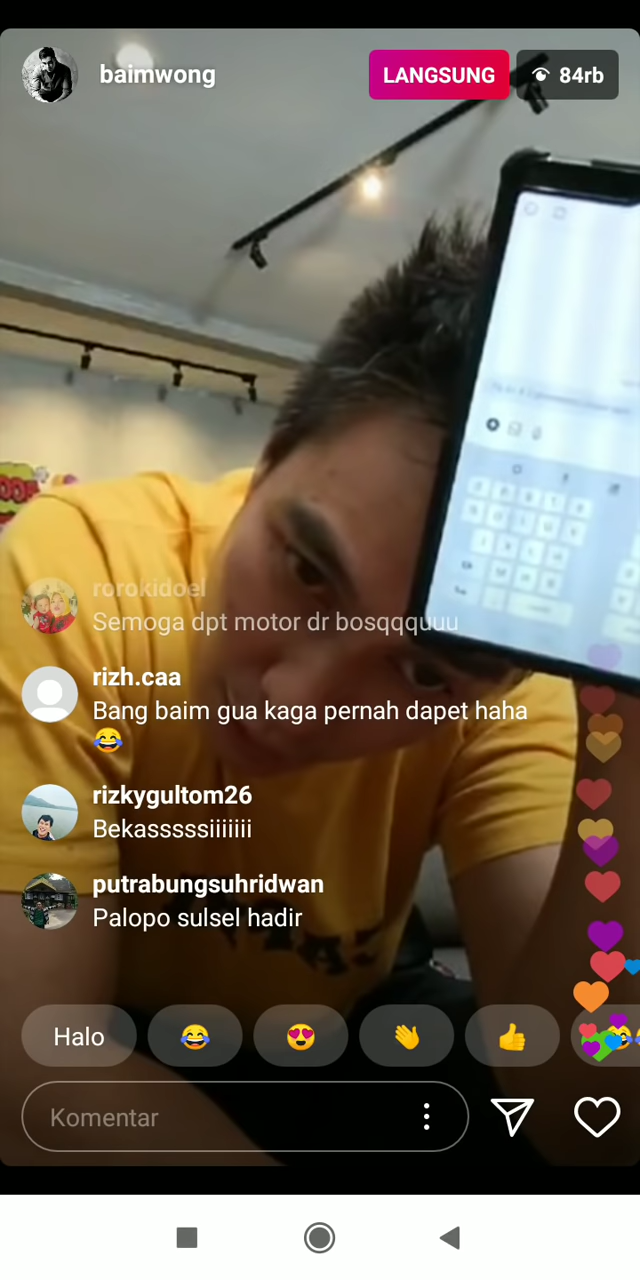 baimwong
LANGSUNG
84rb
rorokidoel
Semoga dpt motor dr bosqqquuu
rizh.caa
Bang baim gua kaga pernah dapet haha
😂
rizkygultom26
Bekasssssiiiiiii
putrabungsuhridwan
Palopo sulsel hadir
Halo 😂 😍 👋 👍
Komentar